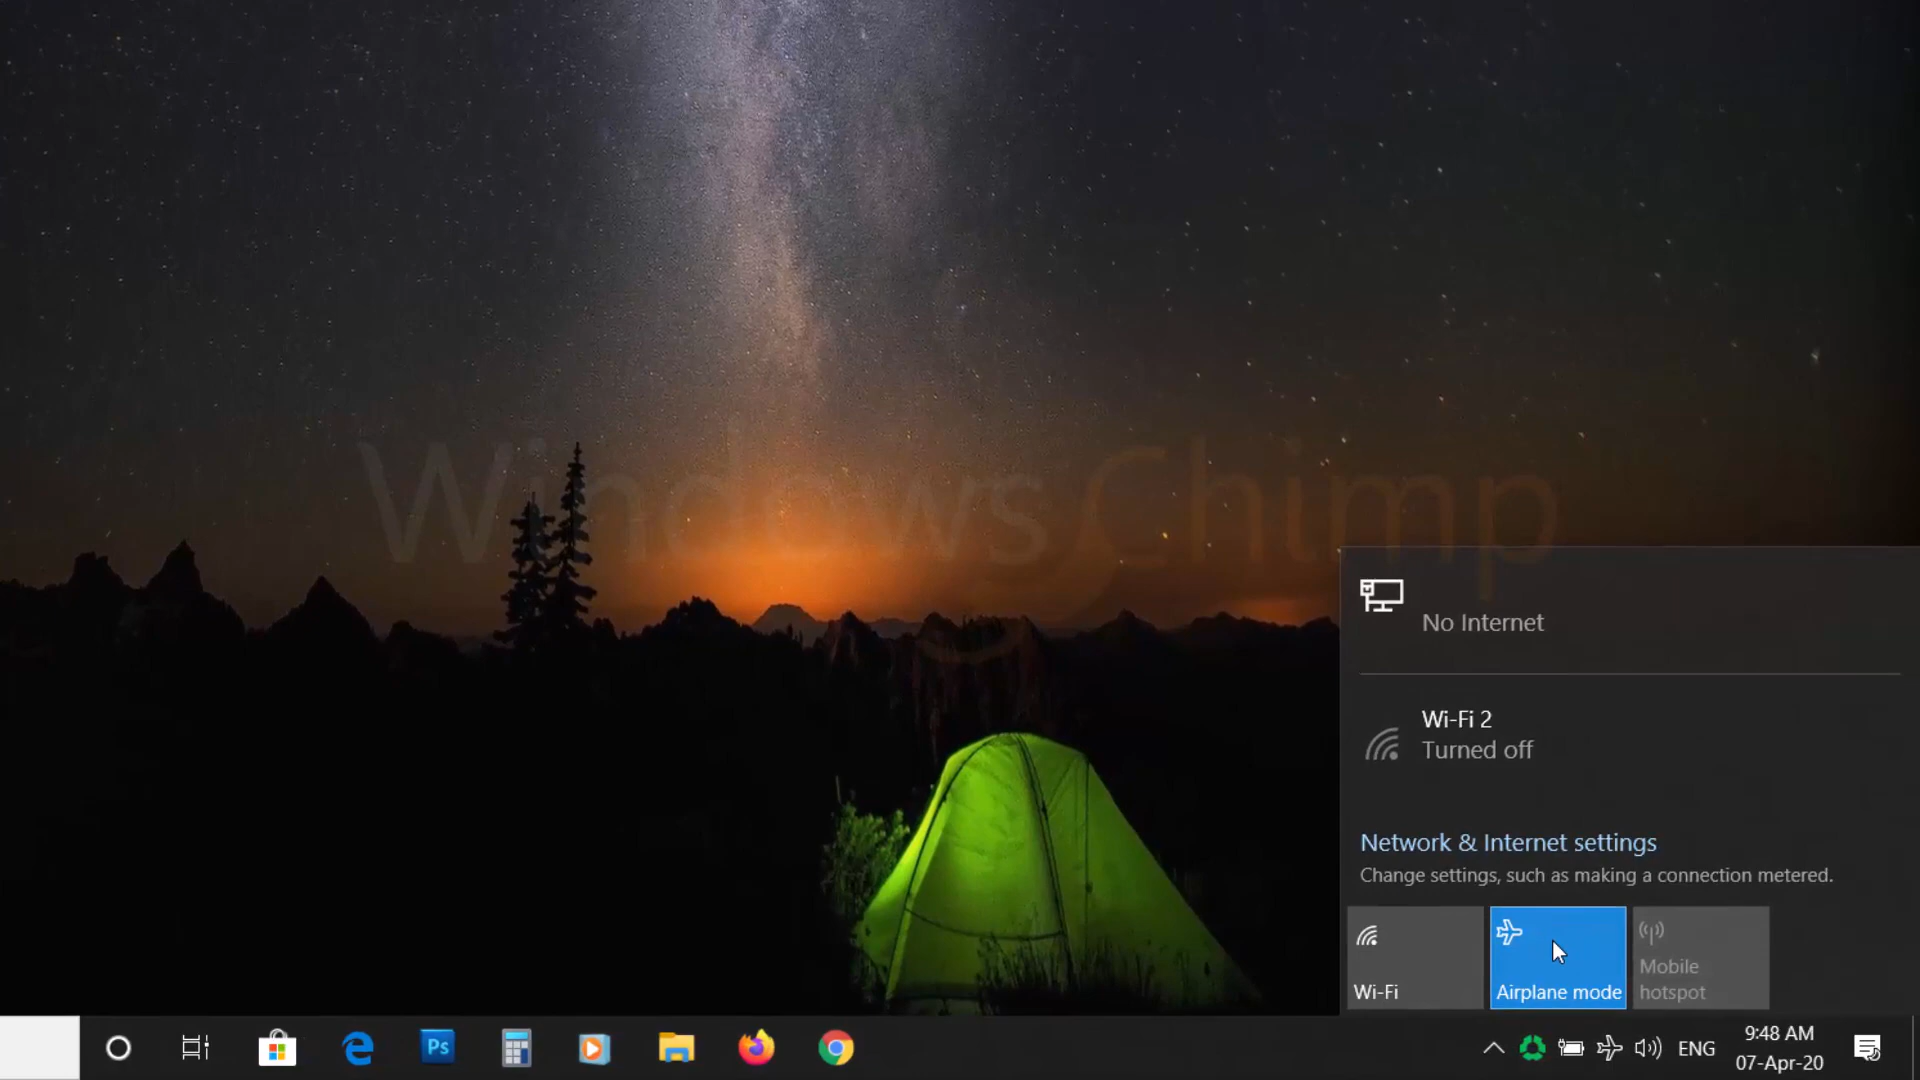 WindowsChimp
No Internet
Wi-Fi 2
Turned off
Network & Internet settings
Change settings, such as making a connection metered.
Wi-Fi
Airplane mode
Mobile
hotspot
Ps
ENG
9:48 AM
07-Apr-20